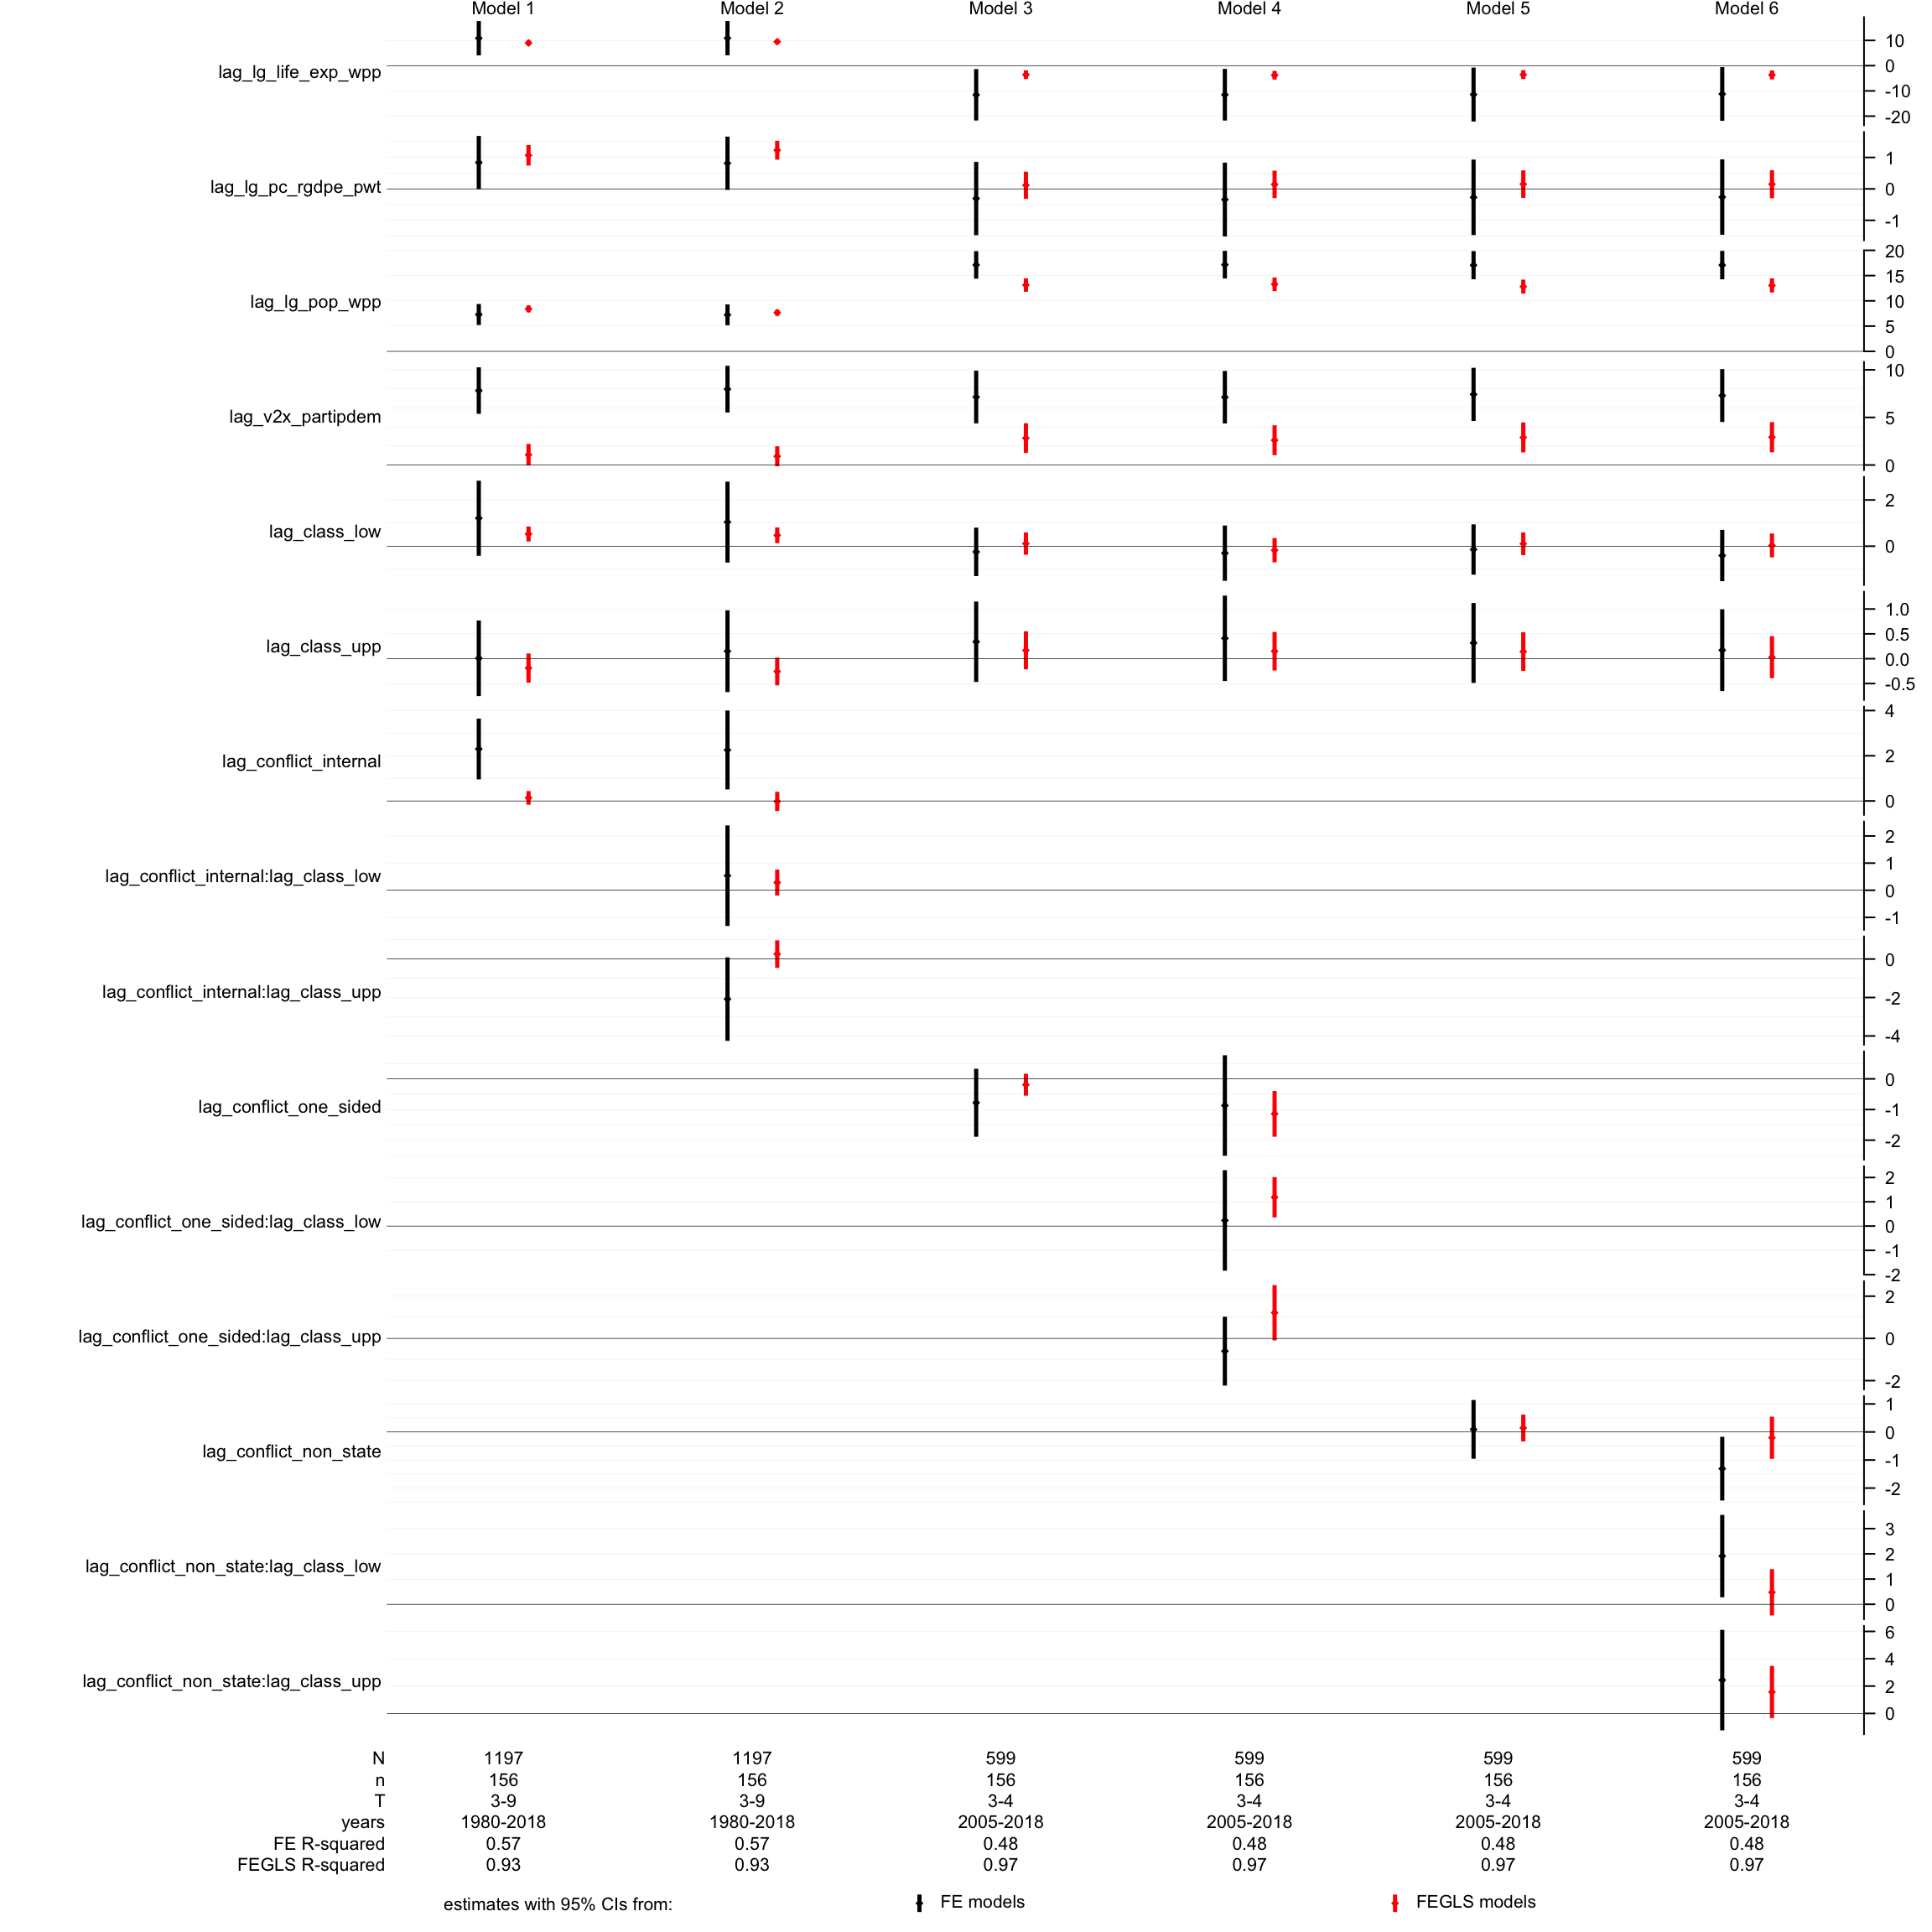 Model 1 Model 2 Model 3 Model 4 Model 5 Model 6
lag_lg_life_exp_wpp 10 0 -10 -20
lag_lg_pc_rgdpe_pwt 1 0 -1
lag_lg_pop_wpp 20 15 10 5 0
lag_v2x_partipdem 10 5 0
lag_class_low 2 0
lag_class_upp 1.0 0.5 0.0 -0.5
lag_conflict_internal 4 2 0
lag_conflict_internal:lag_class_low 2 1 0 -1
lag_conflict_internal:lag_class_upp 0 -2 -4
lag_conflict_one_sided 0 -1 -2
lag_conflict_one_sided:lag_class_low 2 1 0 -1 -2
lag_conflict_one_sided:lag_class_upp 2 0 -2
lag_conflict_non_state 1 0 -1 -2
lag_conflict_non_state:lag_class_low 3 2 1 0
lag_conflict_non_state:lag_class_upp 6 4 2 0
N 1197 1197 599 599 599 599
n 156 156 156 156 156 156
T 3-9 3-9 3-4 3-4 3-4 3-4
years 1980-2018 1980-2018 2005-2018 2005-2018 2005-2018 2005-2018
FE R-squared 0.57 0.57 0.48 0.48 0.48 0.48
FEGLS R-squared 0.93 0.93 0.97 0.97 0.97 0.97
estimates with 95% CIs from: FE models FEGLS models